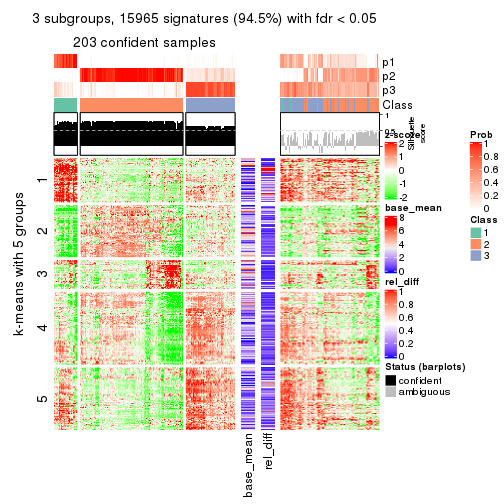 3 subgroups, 15965 signatures (94.5%) with fdr < 0.05
203 confident samples
p1
p2
p3
Class
1
0.5
0
Silhouette
score
k-means with 5 groups
1
2
3
4
5
base_mean
rel_diff
z-score
2
1
0
-1
-2
base_mean
8
6
4
2
0
rel_diff
1
0.8
0.6
0.4
0.2
0
Status (barplots)
confident
ambiguous
Prob
1
0.8
0.6
0.4
0.2
0
Class
1
2
3